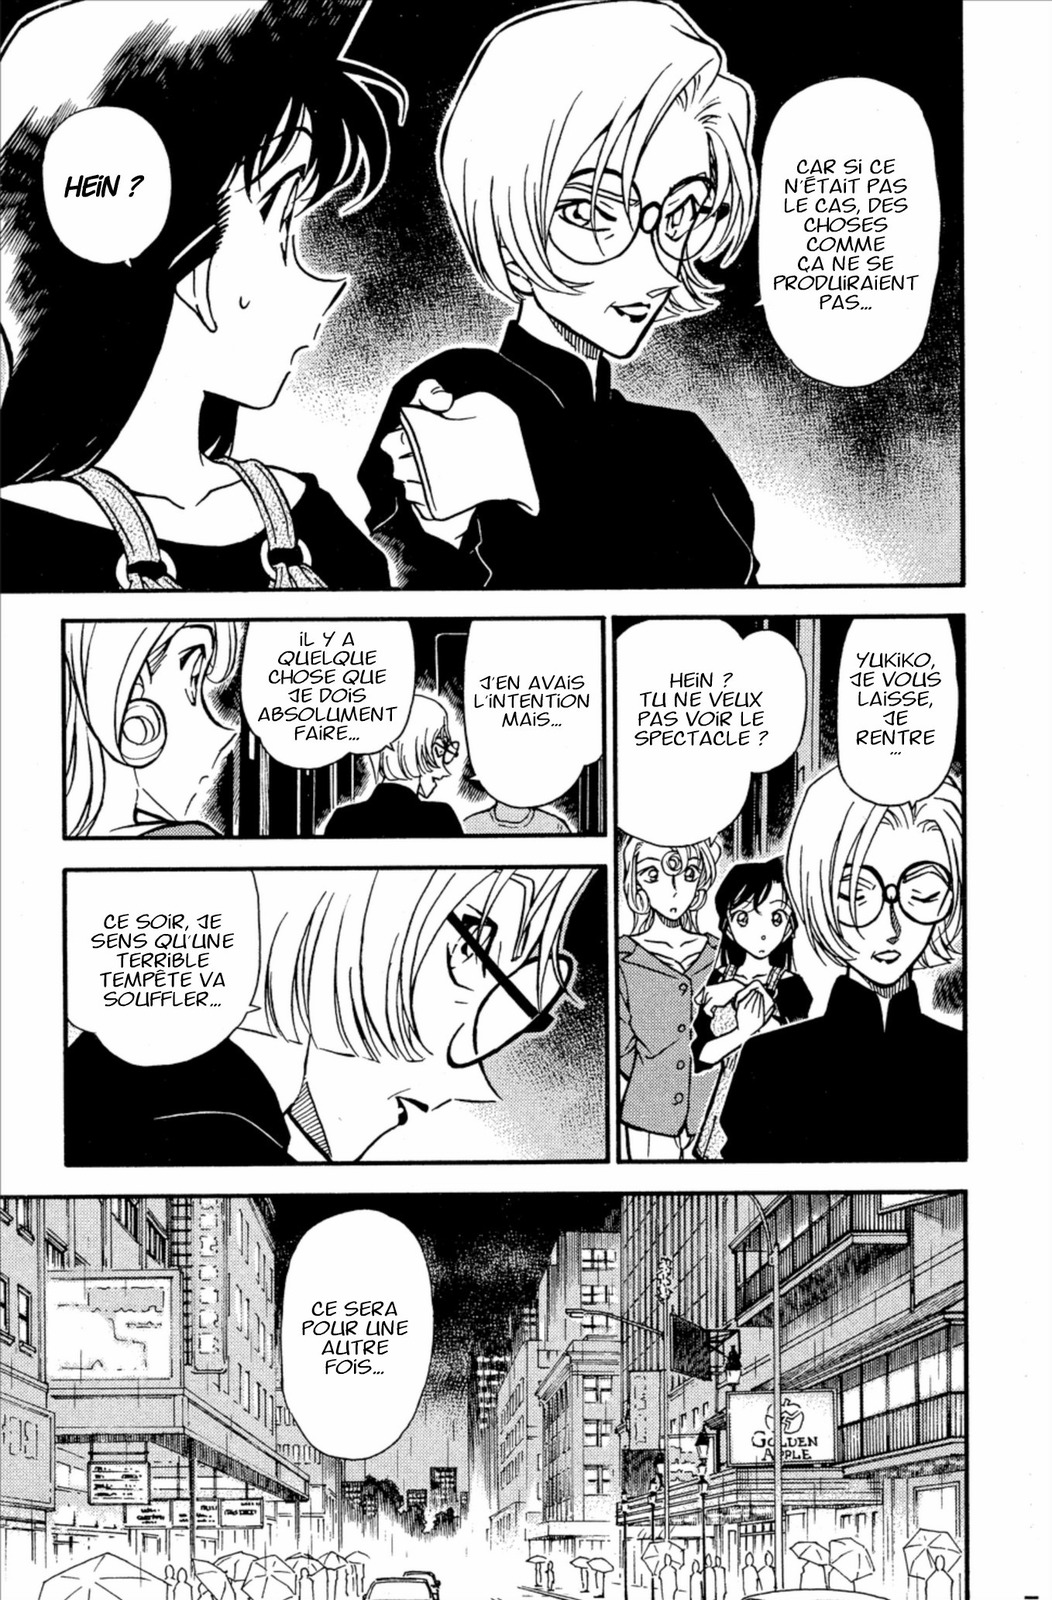 CAR SI CE
N'ÉTAIT PAS
LE CAS, DES
CHOSES
COMME
ÇA NE SE
PRODUIRAIENT
PAS...
HEIN ?
YUKIKO,
JE VOUS
LAISSE,
JE
RENTRE
...
HEIN ?
TU NE VEUX
PAS VOIR LE
SPECTACLE ?
J'EN AVAIS
L'INTENTION
MAIS...
IL Y A
QUELQUE
CHOSE QUE
JE DOIS
ABSOLUMENT
FAIRE...
CE SOIR, JE
SENS QU'UNE
TERRIBLE
TEMPÊTE VA
SOUFFLER...
CE SERA
POUR UNE
AUTRE
FOIS...
GOLDEN
APPLE